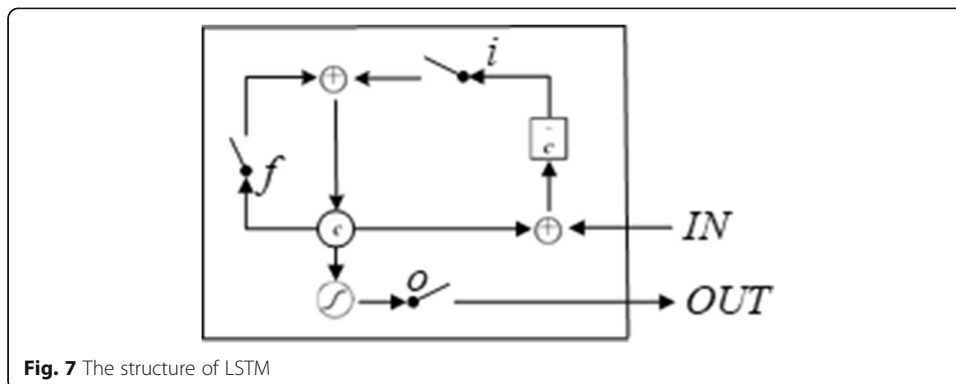 i
c̃
f
c
IN
o
OUT
Fig. 7 The structure of LSTM